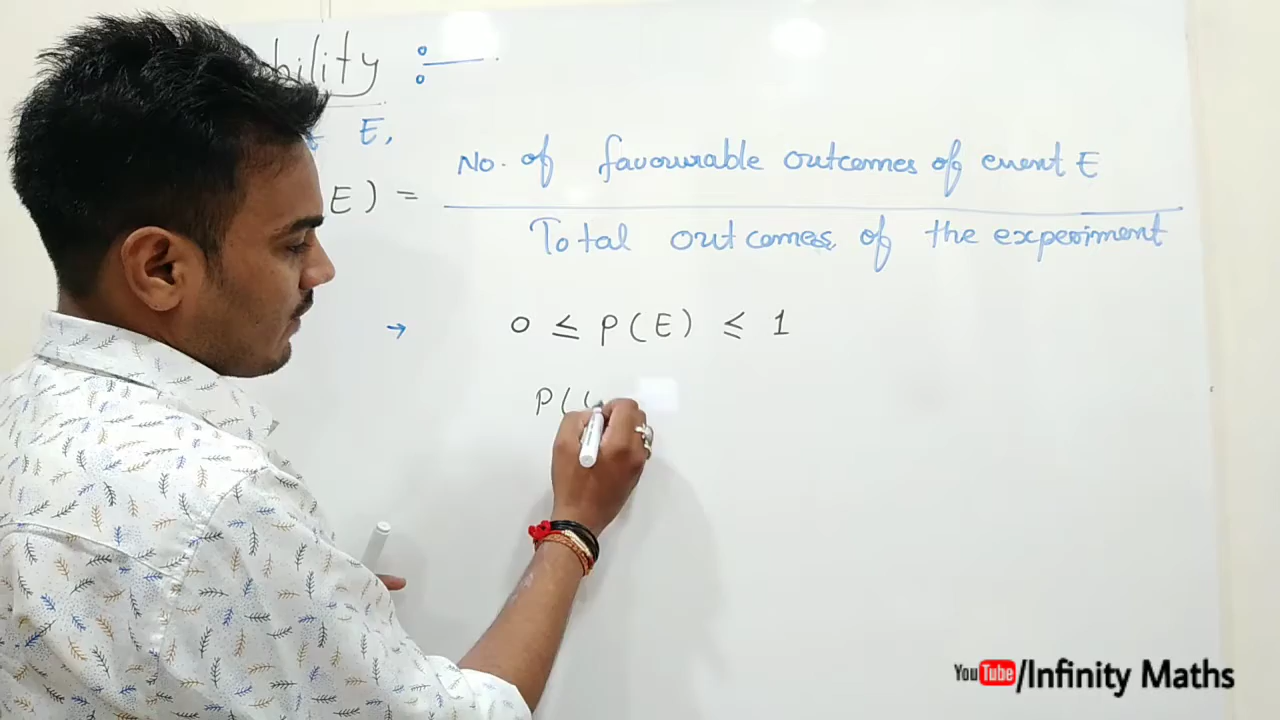 bility :—
E,
E) = No. of favourable outcomes of event E
Total outcomes of the experiment
→ 0 ≤ P(E) ≤ 1
P(
YouTube/Infinity Maths